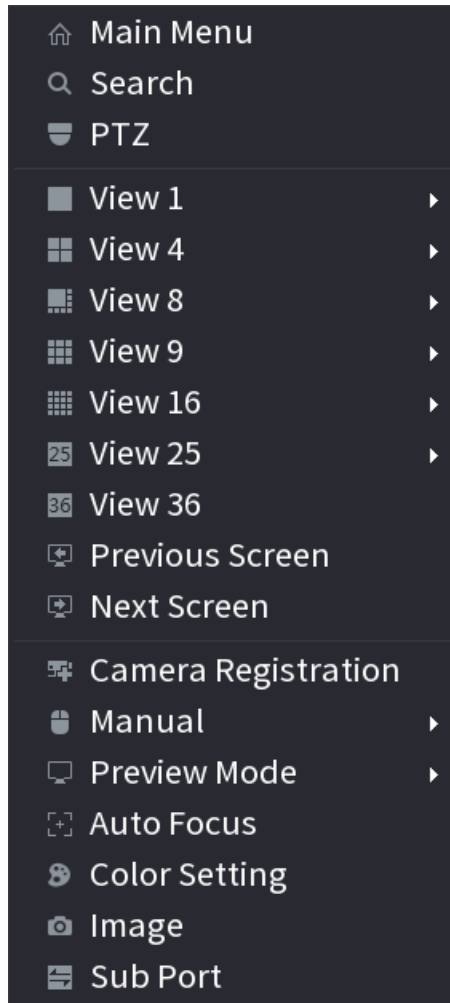 Main Menu
Search
PTZ
View 1
View 4
View 8
View 9
View 16
25 View 25
36 View 36
Previous Screen
Next Screen
Camera Registration
Manual
Preview Mode
Auto Focus
Color Setting
Image
Sub Port